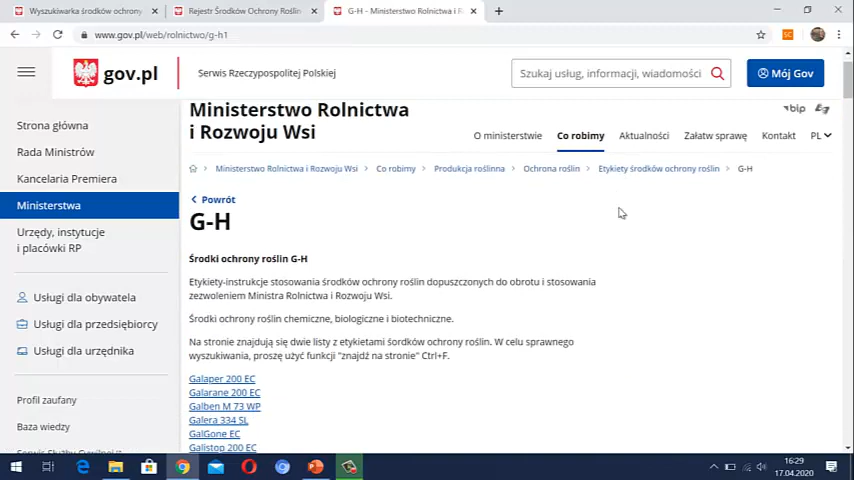 Wyszukiwarka środków ochrony
Rejestr Środków Ochrony Roślin
G-H - Ministerstwo Rolnictwa i R
www.gov.pl/web/rolnictwo/g-h1
SC
gov.pl
Serwis Rzeczypospolitej Polskiej
Szukaj usług, informacji, wiadomości
Mój Gov
Strona główna
Rada Ministrów
Kancelaria Premiera
Ministerstwa
Urzędy, instytucje
i placówki RP
Usługi dla obywatela
Usługi dla przedsiębiorcy
Usługi dla urzędnika
Profil zaufany
Baza wiedzy
Serwis Służby Cywilnej
Ministerstwo Rolnictwa
i Rozwoju Wsi
bip
O ministerstwie
Co robimy
Aktualności
Załatw sprawę
Kontakt
PL
Ministerstwo Rolnictwa i Rozwoju Wsi
Co robimy
Produkcja roślinna
Ochrona roślin
Etykiety środków ochrony roślin
G-H
Powrót
G-H
Środki ochrony roślin G-H
Etykiety-instrukcje stosowania środków ochrony roślin dopuszczonych do obrotu i stosowania
zezwoleniem Ministra Rolnictwa i Rozwoju Wsi.
Środki ochrony roślin chemiczne, biologiczne i biotechniczne.
Na stronie znajdują się dwie listy z etykietami śordków ochrony roślin. W celu sprawnego
wyszukiwania, proszę użyć funkcji "znajdź na stronie" Ctrl+F.
Galaper 200 EC
Galarane 200 EC
Galben M 73 WP
Galera 334 SL
GalGone EC
Galistop 200 EC
16:29
17.04.2020